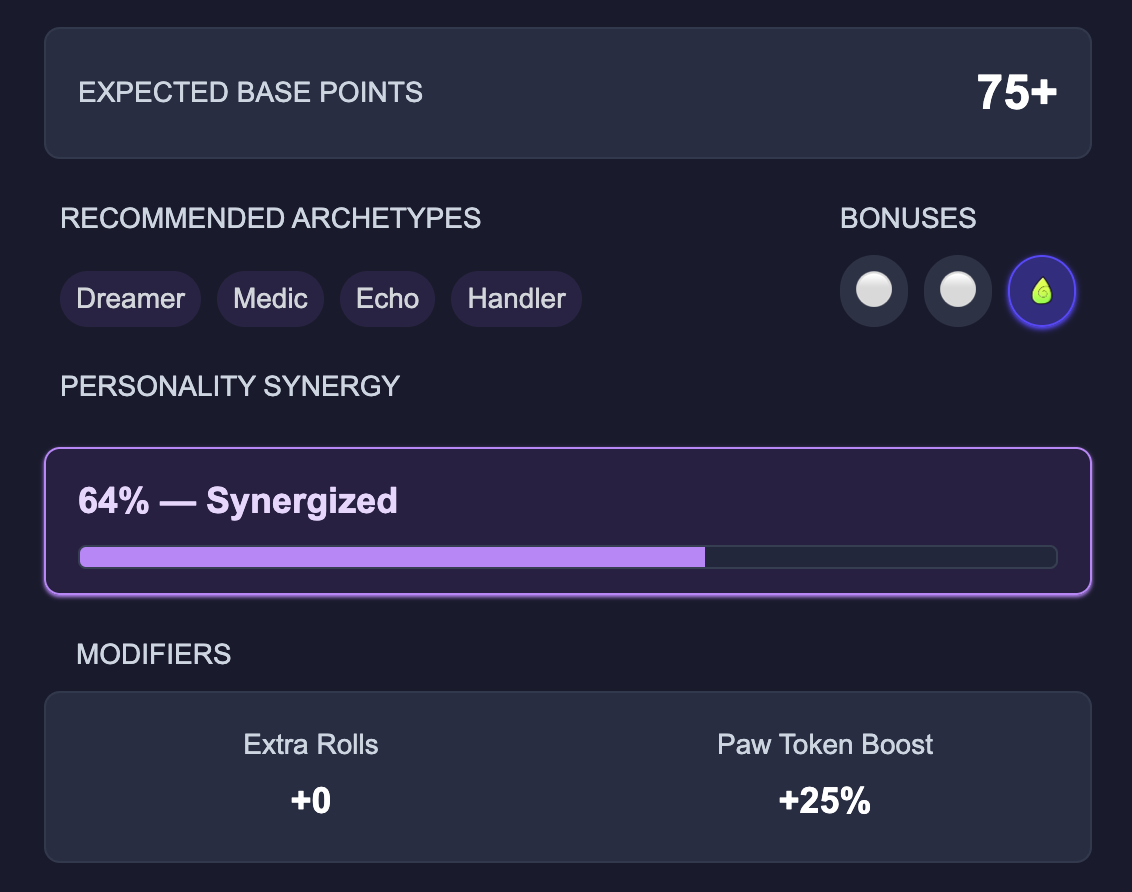 EXPECTED BASE POINTS 75+
RECOMMENDED ARCHETYPES
BONUSES
Dreamer Medic Echo Handler
PERSONALITY SYNERGY
64% — Synergized
MODIFIERS
Extra Rolls
+0
Paw Token Boost
+25%